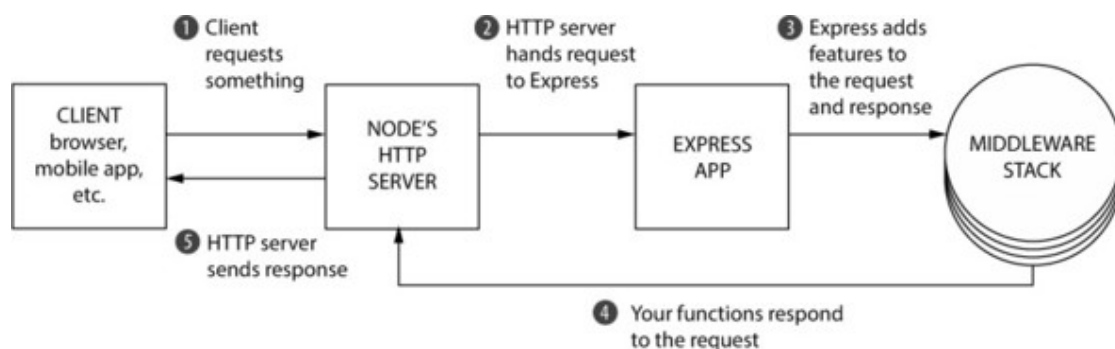 1 Client
requests
something
2 HTTP server
hands request
to Express
3 Express adds
features to
the request
and response
CLIENT
browser,
mobile app,
etc.
NODE'S
HTTP
SERVER
EXPRESS
APP
MIDDLEWARE
STACK
5 HTTP server
sends response
4 Your functions respond
to the request